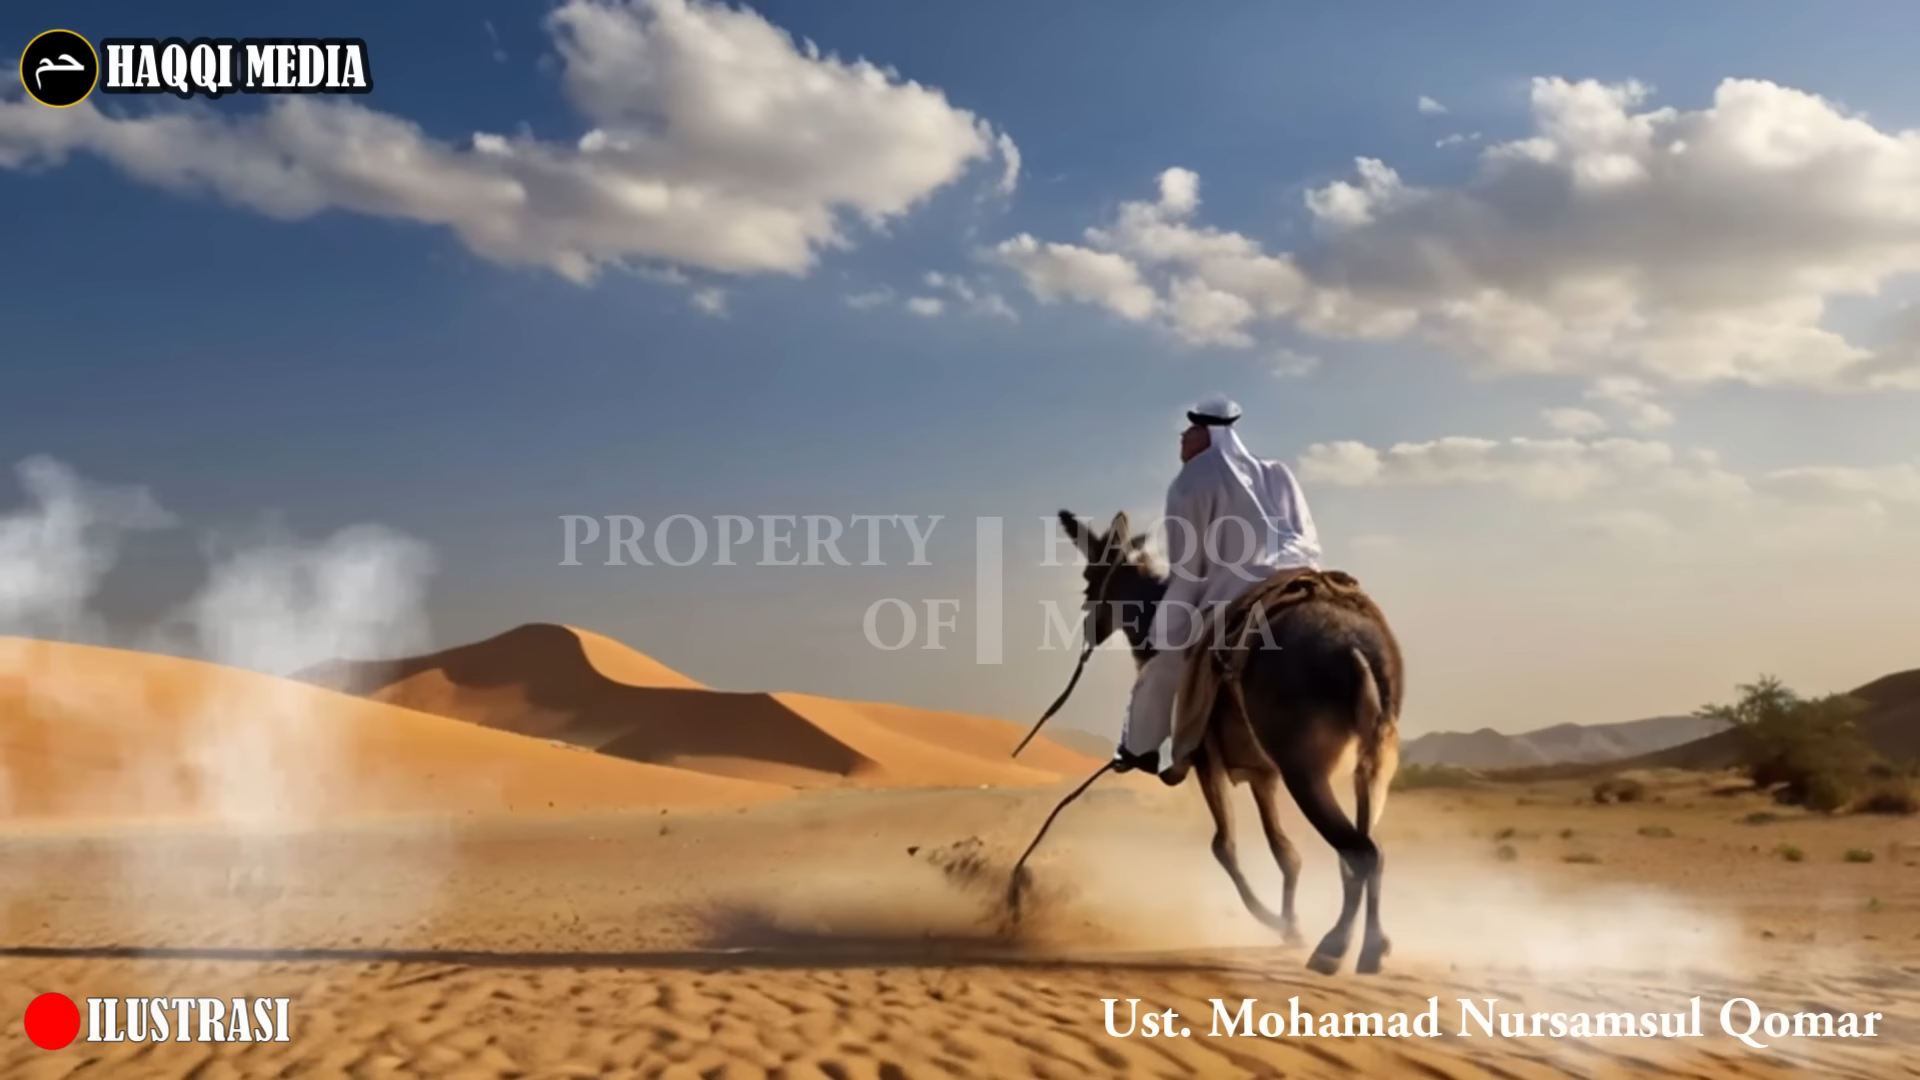 حم
HAQQI MEDIA
PROPERTY OF | HAQQI MEDIA
ILUSTRASI
Ust. Mohamad Nursamsul Qomar